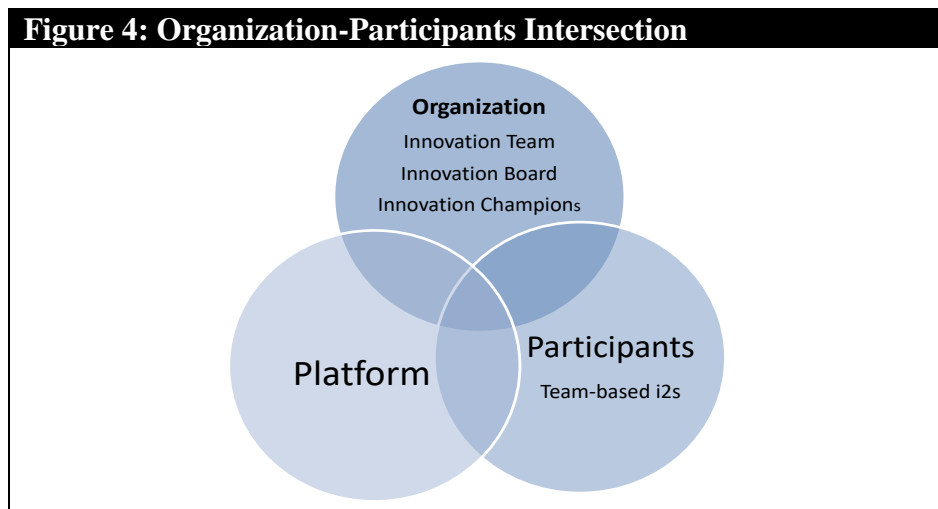 Figure 4: Organization-Participants Intersection
Organization
Innovation Team
Innovation Board
Innovation Champions
Platform
Participants
Team-based i2s